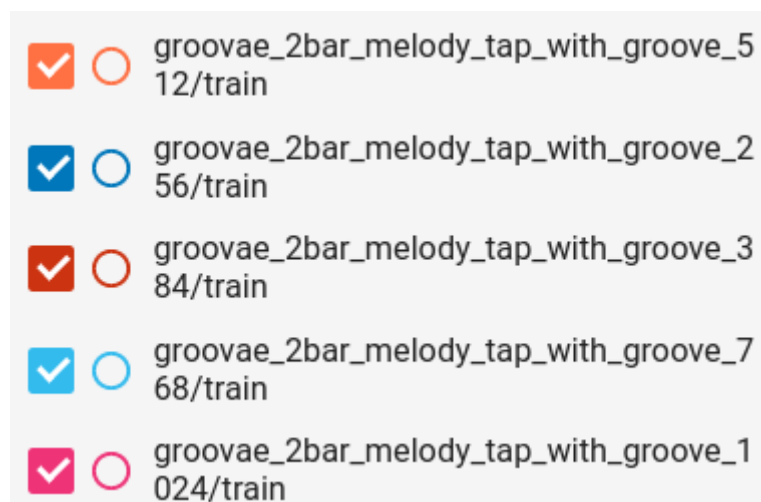 groovae_2bar_melody_tap_with_groove_5
12/train
groovae_2bar_melody_tap_with_groove_2
56/train
groovae_2bar_melody_tap_with_groove_3
84/train
groovae_2bar_melody_tap_with_groove_7
68/train
groovae_2bar_melody_tap_with_groove_1
024/train